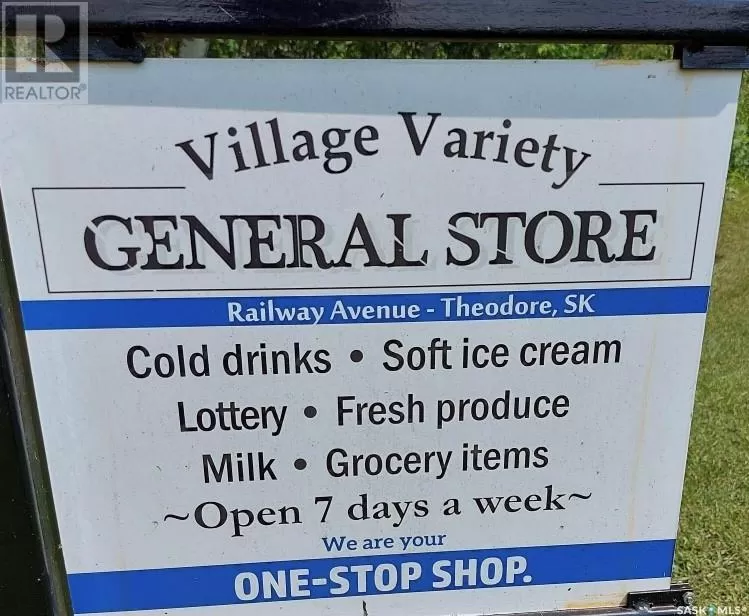 REALTOR®
Village Variety
GENERAL STORE
Railway Avenue - Theodore, SK
Cold drinks • Soft ice cream
Lottery • Fresh produce
Milk • Grocery items
~Open 7 days a week~
We are your
ONE-STOP SHOP.
SASK MLS